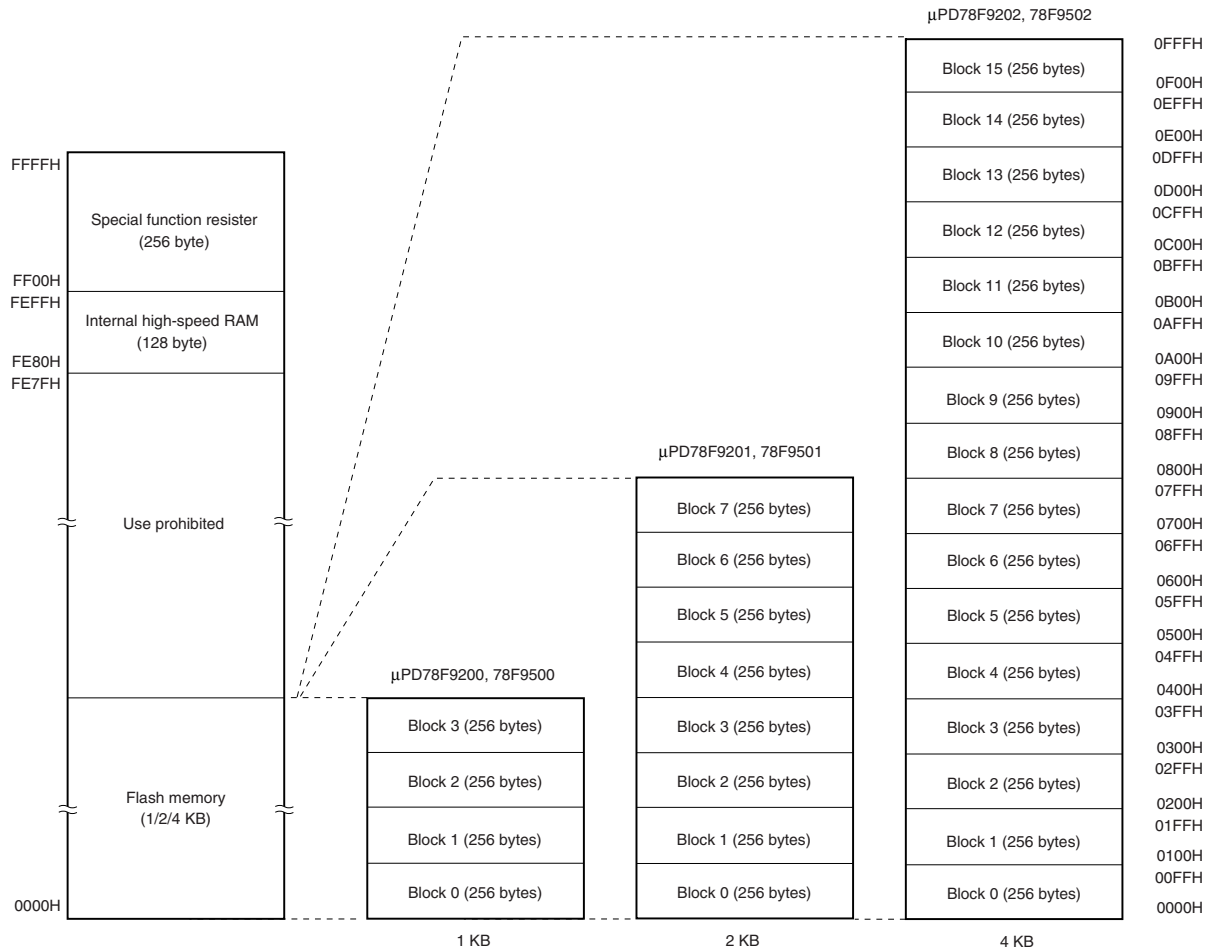 µPD78F9202, 78F9502
0FFFH
Block 15 (256 bytes)
0F00H
0EFFH
Block 14 (256 bytes)
0E00H
0DFFH
Block 13 (256 bytes)
0D00H
0CFFH
Block 12 (256 bytes)
0C00H
0BFFH
Block 11 (256 bytes)
0B00H
0AFFH
Block 10 (256 bytes)
0A00H
09FFH
Block 9 (256 bytes)
0900H
08FFH
Block 8 (256 bytes)
0800H
07FFH
Block 7 (256 bytes)
0700H
06FFH
Block 6 (256 bytes)
0600H
05FFH
Block 5 (256 bytes)
0500H
04FFH
Block 4 (256 bytes)
0400H
03FFH
Block 3 (256 bytes)
0300H
02FFH
Block 2 (256 bytes)
0200H
01FFH
Block 1 (256 bytes)
0100H
00FFH
Block 0 (256 bytes)
0000H
4 KB
FFFFH
Special function resister
(256 byte)
FF00H
FEFFH
Internal high-speed RAM
(128 byte)
FE80H
FE7FH
Use prohibited
Flash memory
(1/2/4 KB)
0000H
µPD78F9200, 78F9500
Block 3 (256 bytes)
Block 2 (256 bytes)
Block 1 (256 bytes)
Block 0 (256 bytes)
1 KB
µPD78F9201, 78F9501
Block 7 (256 bytes)
Block 6 (256 bytes)
Block 5 (256 bytes)
Block 4 (256 bytes)
Block 3 (256 bytes)
Block 2 (256 bytes)
Block 1 (256 bytes)
Block 0 (256 bytes)
2 KB